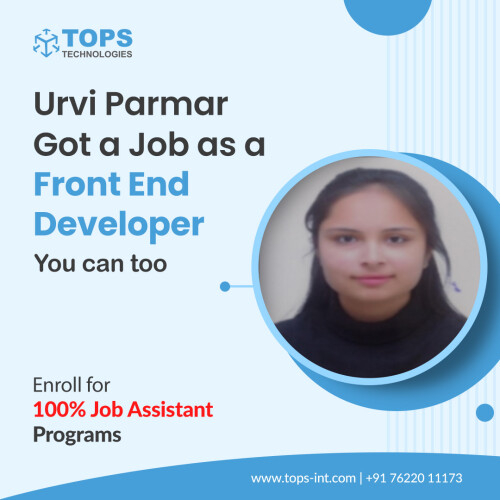 TOPS
TECHNOLOGIES
Urvi Parmar
Got a Job as a
Front End
Developer
You can too
Enroll for
100% Job Assistant
Programs
www.tops-int.com | +91 76220 11173